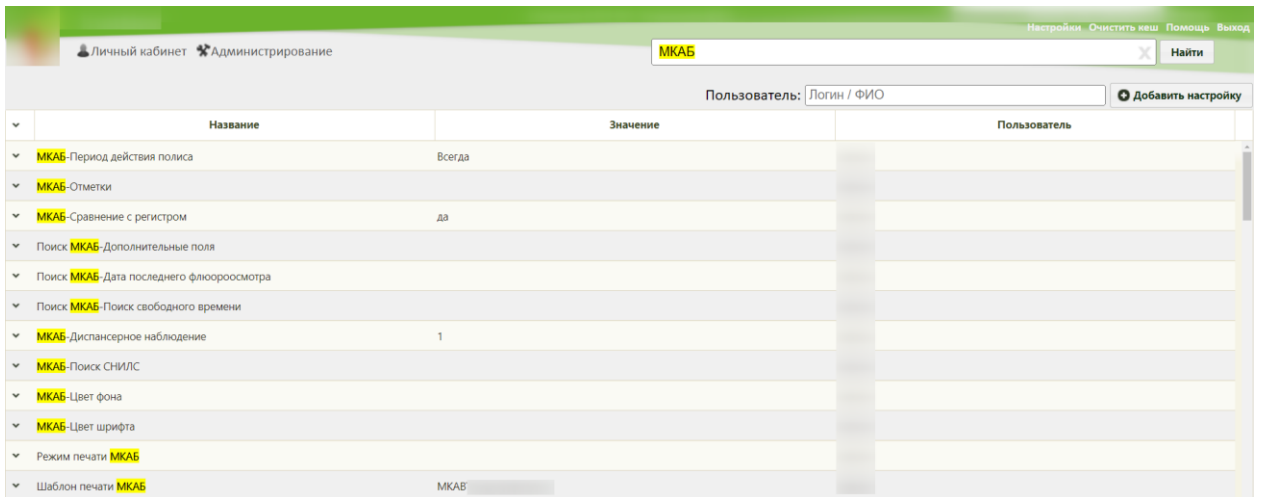 Настройки Очистить кеш Помощь Выход
Личный кабинет Администрирование МКАБ X Найти
Пользователь: Логин / ФИО Добавить настройку
Название Значение Пользователь
МКАБ-Период действия полиса Всегда
МКАБ-Отметки
МКАБ-Сравнение с регистром да
Поиск МКАБ-Дополнительные поля
Поиск МКАБ-Дата последнего флюороосмотра
Поиск МКАБ-Поиск свободного времени
МКАБ-Диспансерное наблюдение 1
МКАБ-Поиск СНИЛС
МКАБ-Цвет фона
МКАБ-Цвет шрифта
Режим печати МКАБ
Шаблон печати МКАБ